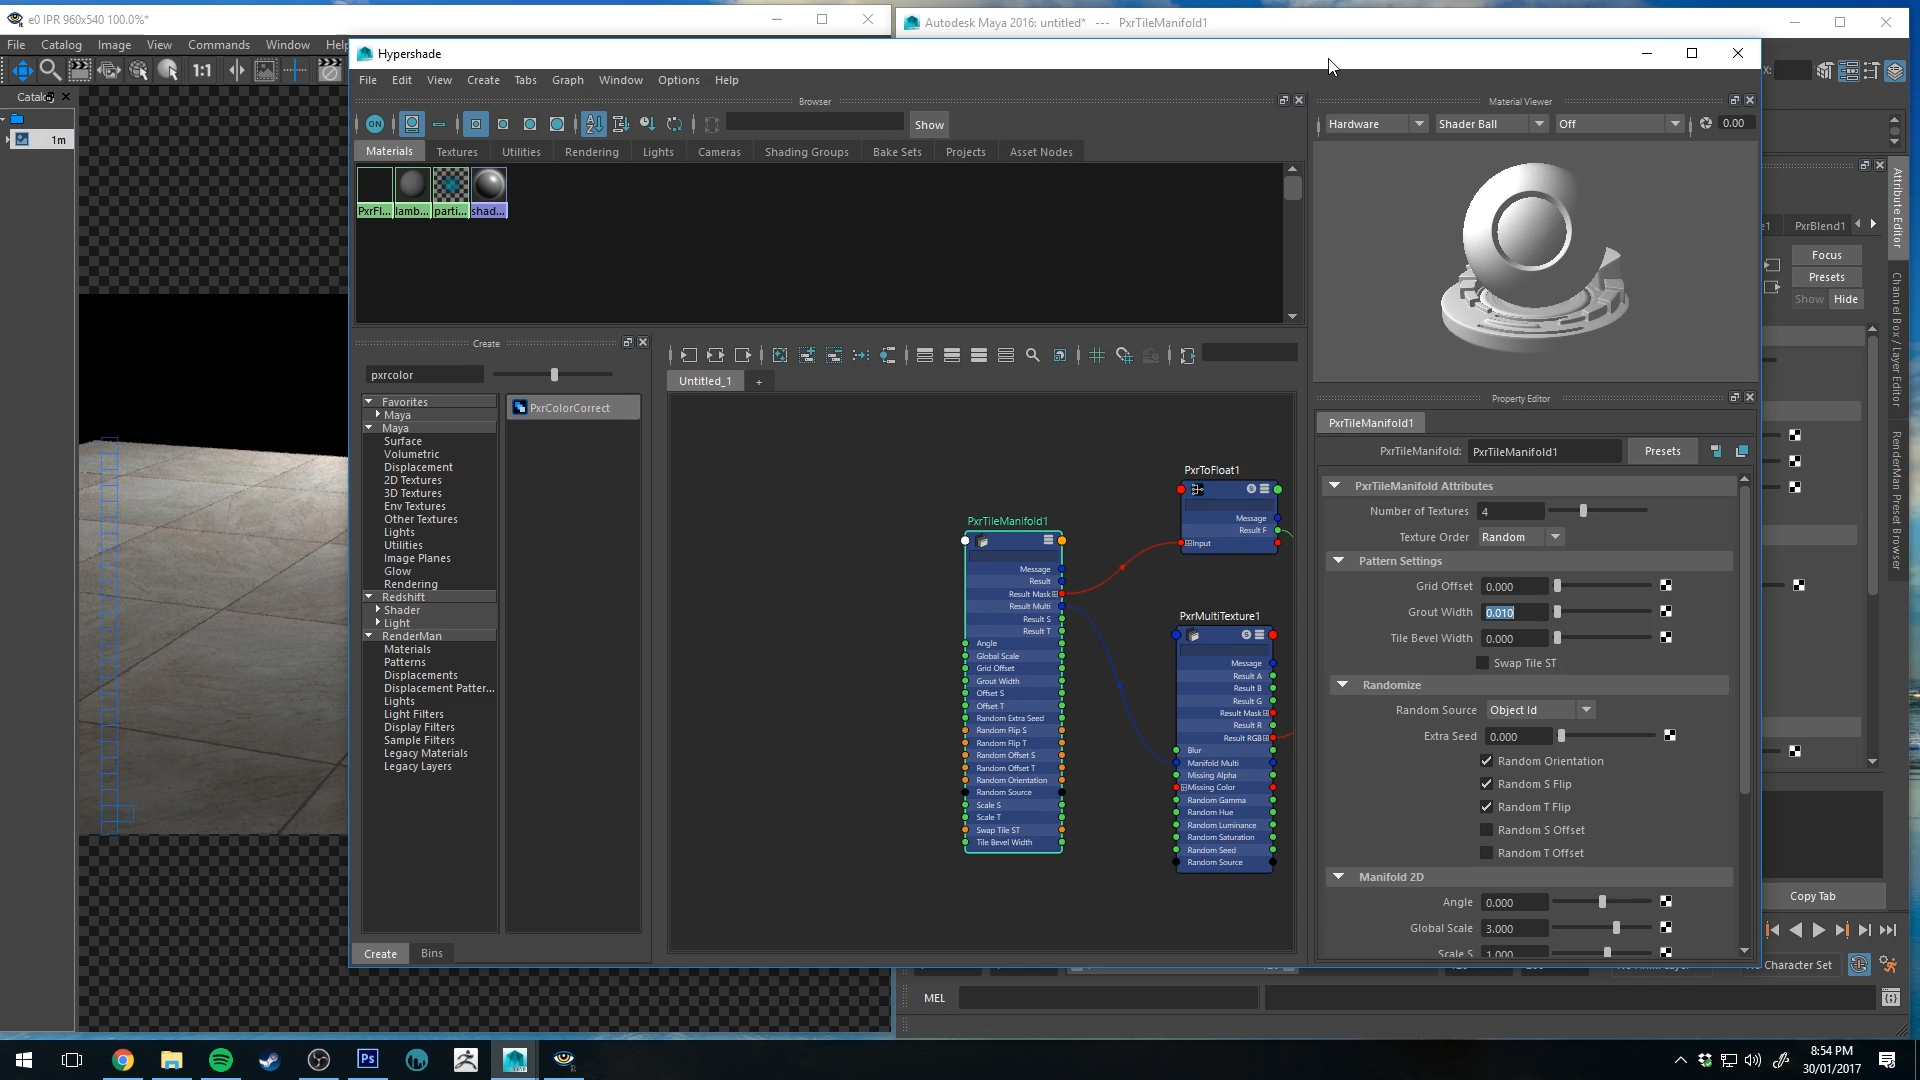 e0 IPR 960x540 100.0%*
File Catalog Image View Commands Window Help
1:1
Catalog
1m
Autodesk Maya 2016: untitled* --- PxrTileManifold1
Hypershade
File Edit View Create Tabs Graph Window Options Help
Browser
ON
Show
Materials Textures Utilities Rendering Lights Cameras Shading Groups Bake Sets Projects Asset Nodes
PxrFl... lamb... parti... shad...
Material Viewer
Hardware Shader Ball Off 0.00
Create
pxrcolor
PxrColorCorrect
Favorites
Maya
Maya
Surface
Volumetric
Displacement
2D Textures
3D Textures
Env Textures
Other Textures
Lights
Utilities
Image Planes
Glow
Rendering
Redshift
Shader
Light
RenderMan
Materials
Patterns
Displacements
Displacement Patter...
Lights
Light Filters
Display Filters
Sample Filters
Legacy Materials
Legacy Layers
Create Bins
Untitled_1 +
PxrToFloat1
Message
Result F
Input
PxrTileManifold1
Message
Result
Result Mask
Result Multi
Result S
Result T
Angle
Global Scale
Grid Offset
Grout Width
Offset S
Offset T
Random Extra Seed
Random Flip S
Random Flip T
Random Offset S
Random Offset T
Random Orientation
Random Source
Scale S
Scale T
Swap Tile ST
Tile Bevel Width
PxrMultiTexture1
Message
Result A
Result B
Result G
Result Mask
Result R
Result RGB
Blur
Manifold Multi
Missing Alpha
Missing Color
Random Gamma
Random Hue
Random Luminance
Random Saturation
Random Seed
Random Source
Property Editor
PxrTileManifold1
PxrTileManifold: PxrTileManifold1 Presets
PxrTileManifold Attributes
Number of Textures 4
Texture Order Random
Pattern Settings
Grid Offset 0.000
Grout Width 0.010
Tile Bevel Width 0.000
Swap Tile ST
Randomize
Random Source Object Id
Extra Seed 0.000
Random Orientation
Random S Flip
Random T Flip
Random S Offset
Random T Offset
Manifold 2D
Angle 0.000
Global Scale 3.000
Scale S 1.000
X:
PxrBlend1
Focus
Presets
Show Hide
Attribute Editor
Channel Box / Layer Editor
RenderMan Preset Browser
Copy Tab
Character Set
MEL
Ps
8:54 PM
30/01/2017